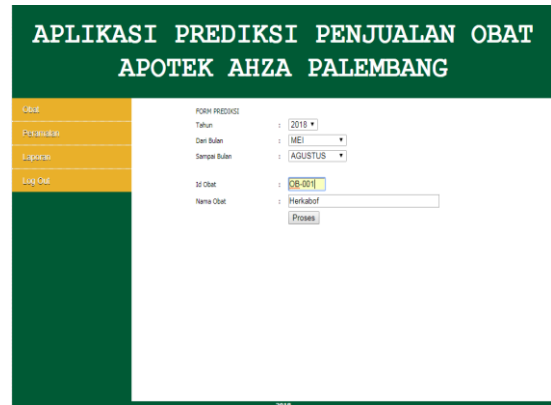 APLIKASI PREDIKSI PENJUALAN OBAT
APOTEK AHZA PALEMBANG
Obat
Peramalan
Laporan
Log Out
FORM PREDIKSI
Tahun : 2018
Dari Bulan : MEI
Sampai Bulan : AGUSTUS
Id Obat : OB-001
Nama Obat : Herkabof
Proses